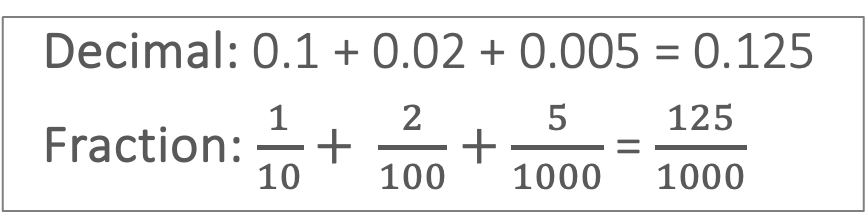 Decimal: 0.1 + 0.02 + 0.005 = 0.125
Fraction: 1/10 + 2/100 + 5/1000 = 125/1000